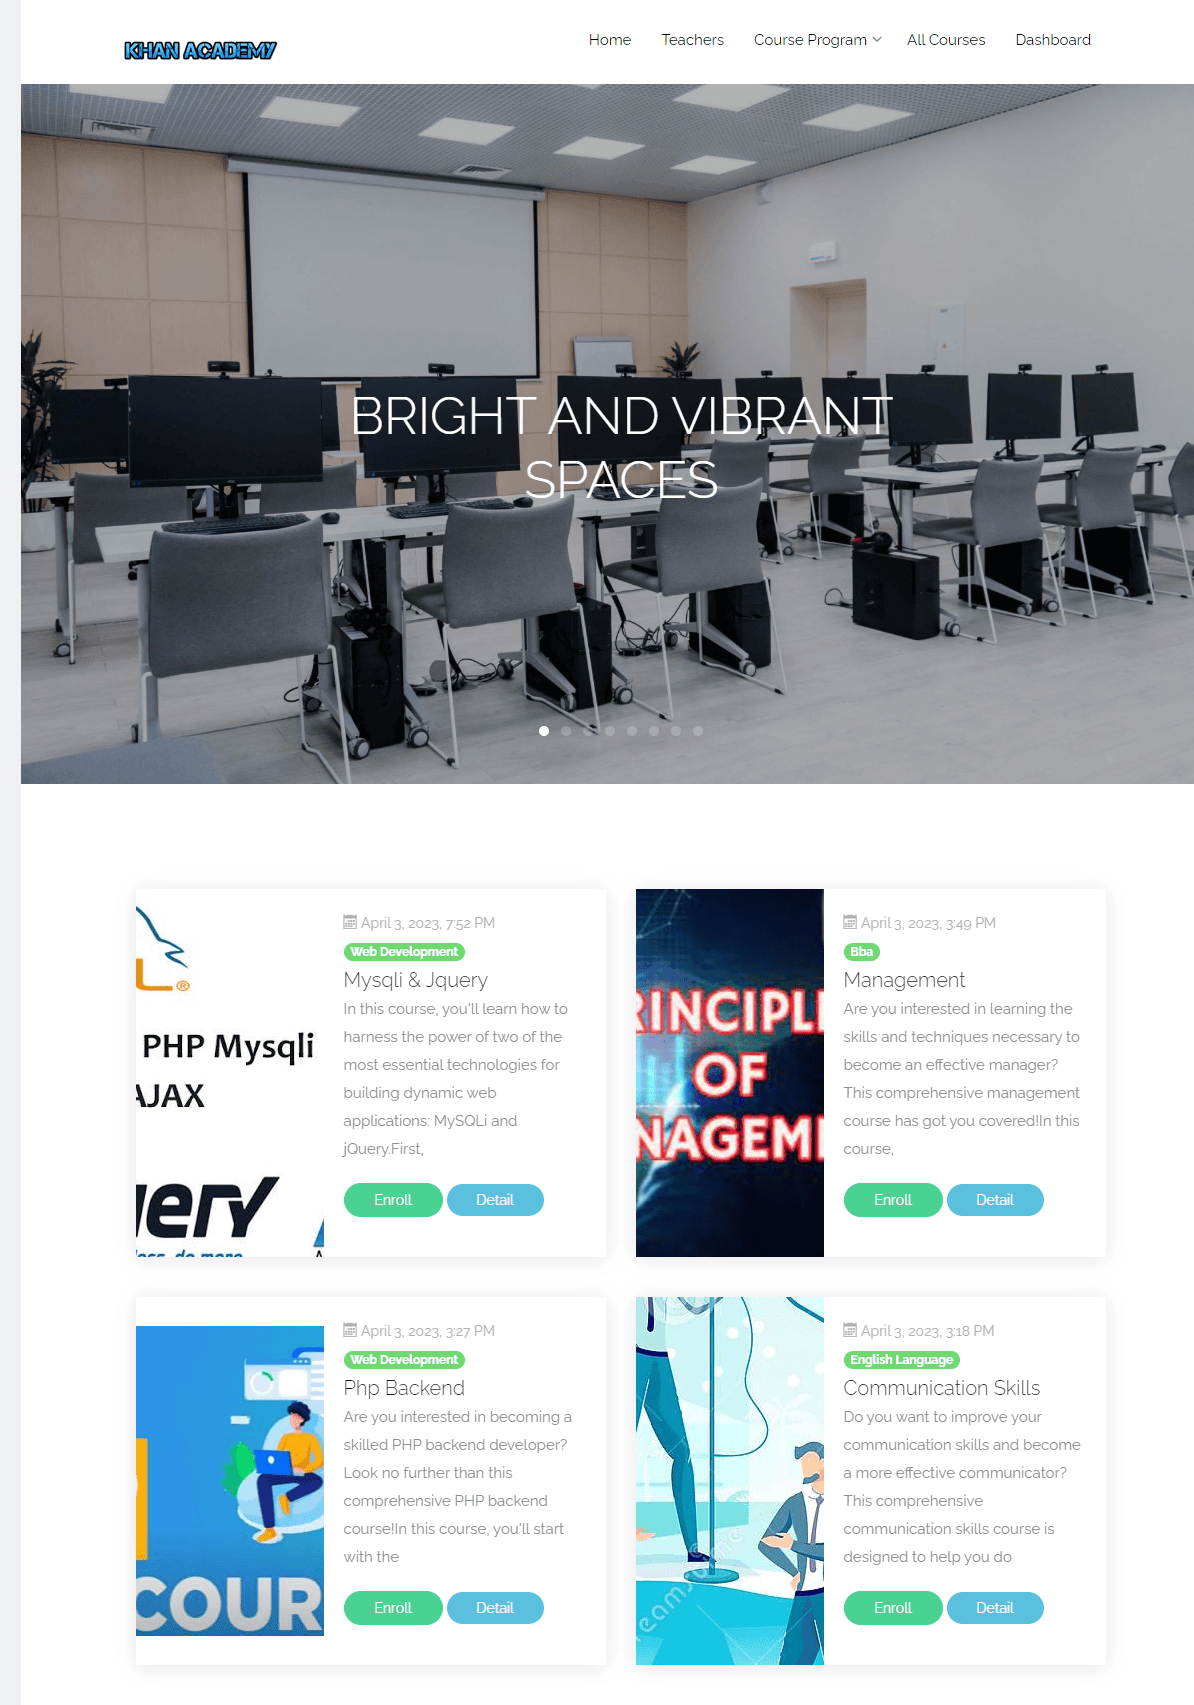 KHAN ACADEMY
Home Teachers Course Program All Courses Dashboard
BRIGHT AND VIBRANT
SPACES
April 3, 2023, 7:52 PM
Web Development
Mysqli & Jquery
In this course, you'll learn how to
harness the power of two of the
most essential technologies for
building dynamic web
applications: MySQLi and
jQuery.First,
Enroll Detail
L®
PHP Mysqli
AJAX
uery
April 3, 2023, 3:49 PM
Bba
Management
Are you interested in learning the
skills and techniques necessary to
become an effective manager?
This comprehensive management
course has got you covered!In this
course,
Enroll Detail
RINCIPL
OF
NAGEM
April 3, 2023, 3:27 PM
Web Development
Php Backend
Are you interested in becoming a
skilled PHP backend developer?
Look no further than this
comprehensive PHP backend
course!In this course, you'll start
with the
Enroll Detail
COUR
April 3, 2023, 3:18 PM
English Language
Communication Skills
Do you want to improve your
communication skills and become
a more effective communicator?
This comprehensive
communication skills course is
designed to help you do
Enroll Detail